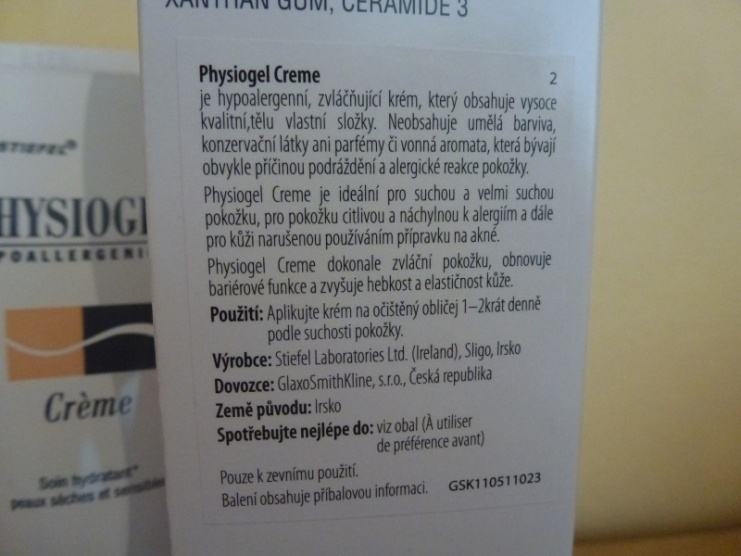 XANTHAN GUM, CERAMIDE 3
Physiogel Creme 2
je hypoalergenní, zvláčňující krém, který obsahuje vysoce
kvalitní,tělu vlastní složky. Neobsahuje umělá barviva,
konzervační látky ani parfémy či vonná aromata, která bývají
obvykle příčinou podráždění a alergické reakce pokožky.
Physiogel Creme je ideální pro suchou a velmi suchou
pokožku, pro pokožku citlivou a náchylnou k alergiím a dále
pro kůži narušenou používáním přípravku na akné.
Physiogel Creme dokonale zvláční pokožku, obnovuje
bariérové funkce a zvyšuje hebkost a elastičnost kůže.
Použití: Aplikujte krém na očištěný obličej 1–2krát denně
podle suchosti pokožky.
Výrobce: Stiefel Laboratories Ltd. (Ireland), Sligo, Irsko
Dovozce: GlaxoSmithKline, s.r.o., Česká republika
Země původu: Irsko
Spotřebujte nejlépe do: viz obal (À utiliser
de préférence avant)
Pouze k zevnímu použití.
Balení obsahuje příbalovou informaci. GSK110511023
STIEFEL®
HYSIOG
POALLERGENI
Crème
Soin hydratant
peaux sèches et